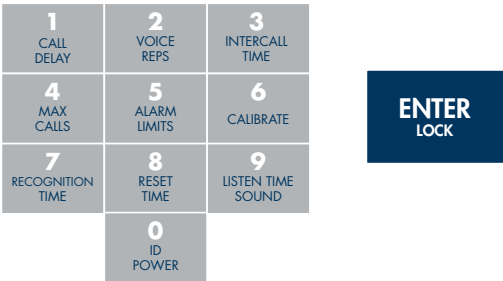 1
CALL
DELAY
2
VOICE
REPS
3
INTERCALL
TIME
4
MAX
CALLS
5
ALARM
LIMITS
6
CALIBRATE
ENTER
LOCK
7
RECOGNITION
TIME
8
RESET
TIME
9
LISTEN TIME
SOUND
0
ID
POWER